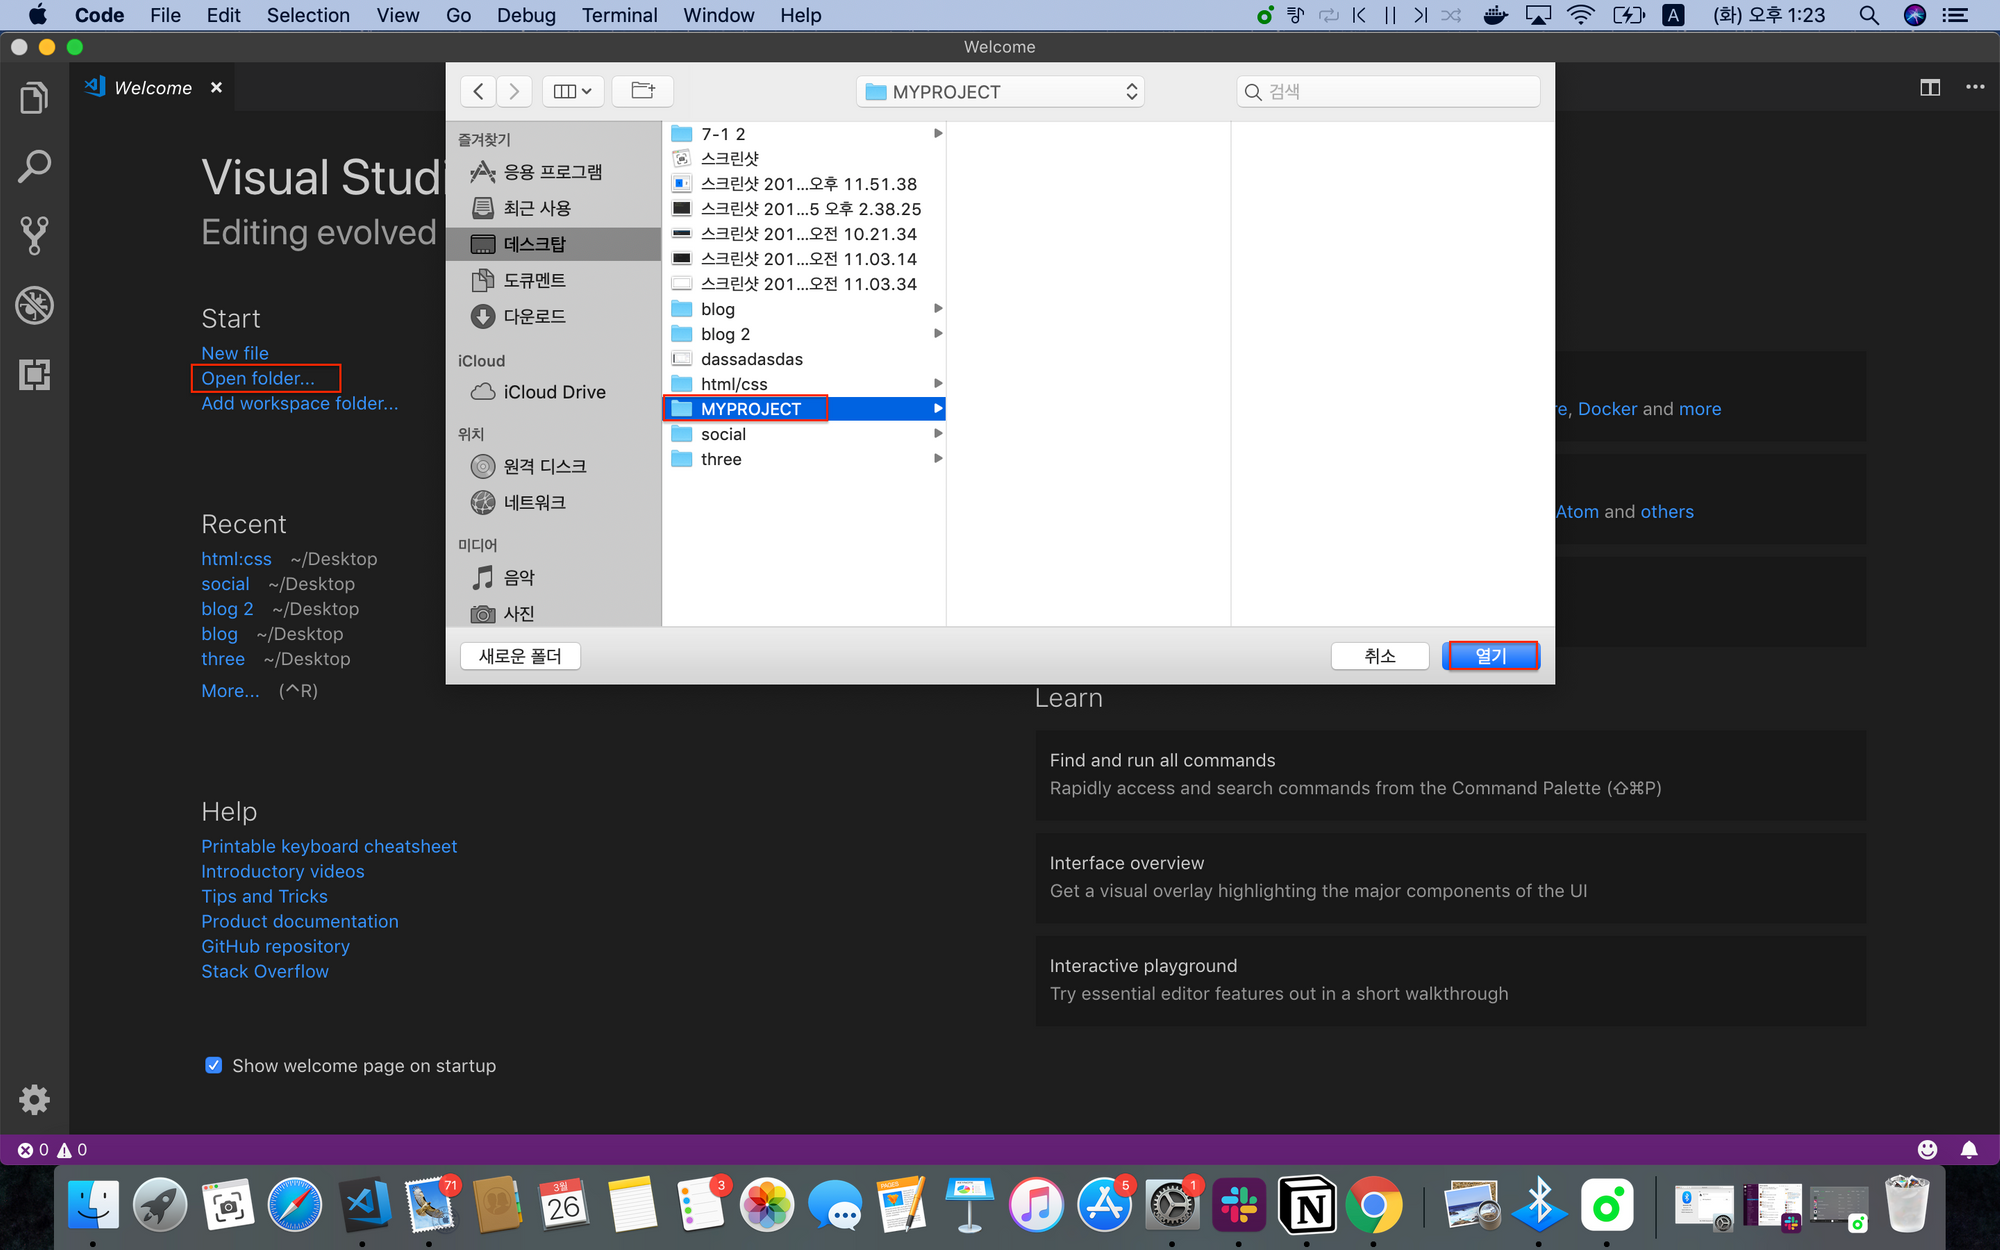 Code File Edit Selection View Go Debug Terminal Window Help
A (화) 오후 1:23
Welcome
Welcome
MYPROJECT
검색
Visual Studi
Editing evolved
Start
New file
Open folder...
Add workspace folder...
Recent
html:css ~/Desktop
social ~/Desktop
blog 2 ~/Desktop
blog ~/Desktop
three ~/Desktop
More... (^R)
Help
Printable keyboard cheatsheet
Introductory videos
Tips and Tricks
Product documentation
GitHub repository
Stack Overflow
Show welcome page on startup
즐겨찾기
응용 프로그램
최근 사용
데스크탑
도큐멘트
다운로드
iCloud
iCloud Drive
위치
원격 디스크
네트워크
미디어
음악
사진
7-1 2
스크린샷
스크린샷 201...오후 11.51.38
스크린샷 201...5 오후 2.38.25
스크린샷 201...오전 10.21.34
스크린샷 201...오전 11.03.14
스크린샷 201...오전 11.03.34
blog
blog 2
dassadasdas
html/css
MYPROJECT
social
three
새로운 폴더
취소
열기
re, Docker and more
Atom and others
Learn
Find and run all commands
Rapidly access and search commands from the Command Palette (⇧⌘P)
Interface overview
Get a visual overlay highlighting the major components of the UI
Interactive playground
Try essential editor features out in a short walkthrough
0 0
71
3월
26
3
PAGES
5
1
N